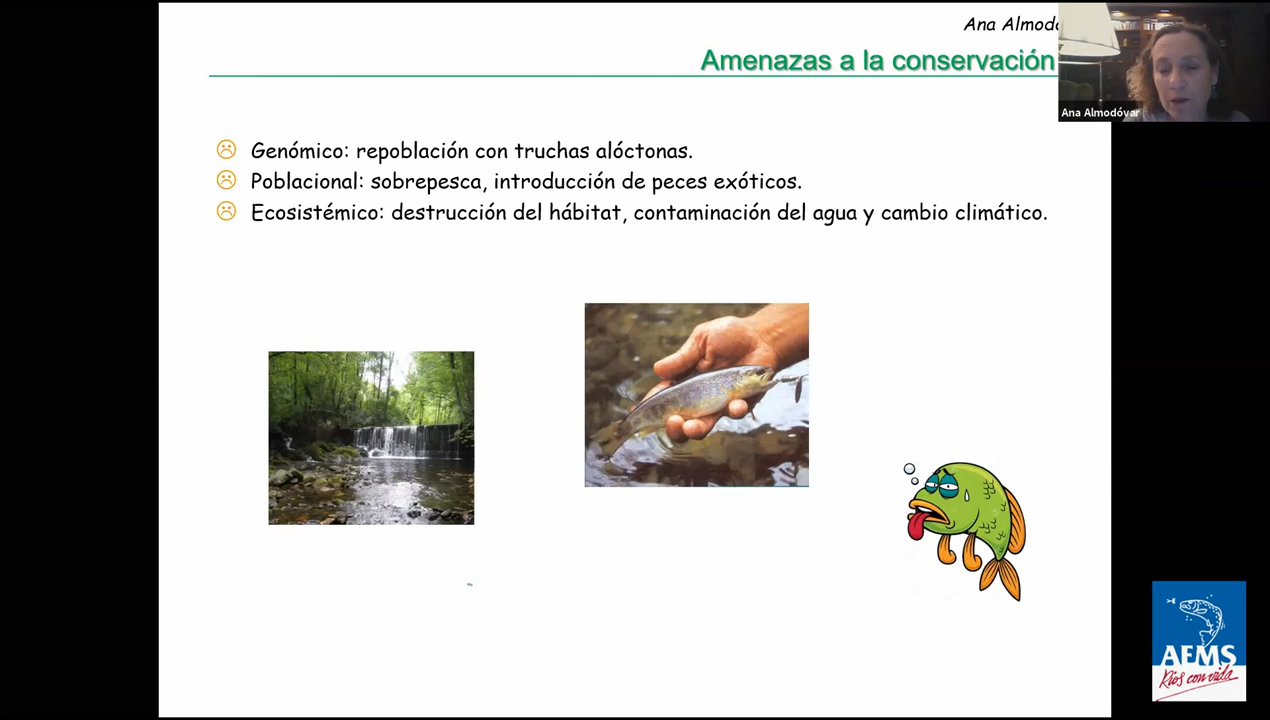 Ana Almodó
Amenazas a la conservación
Ana Almodóvar
Genómico: repoblación con truchas alóctonas.
Poblacional: sobrepesca, introducción de peces exóticos.
Ecosistémico: destrucción del hábitat, contaminación del agua y cambio climático.
AEMS
Ríos con vida